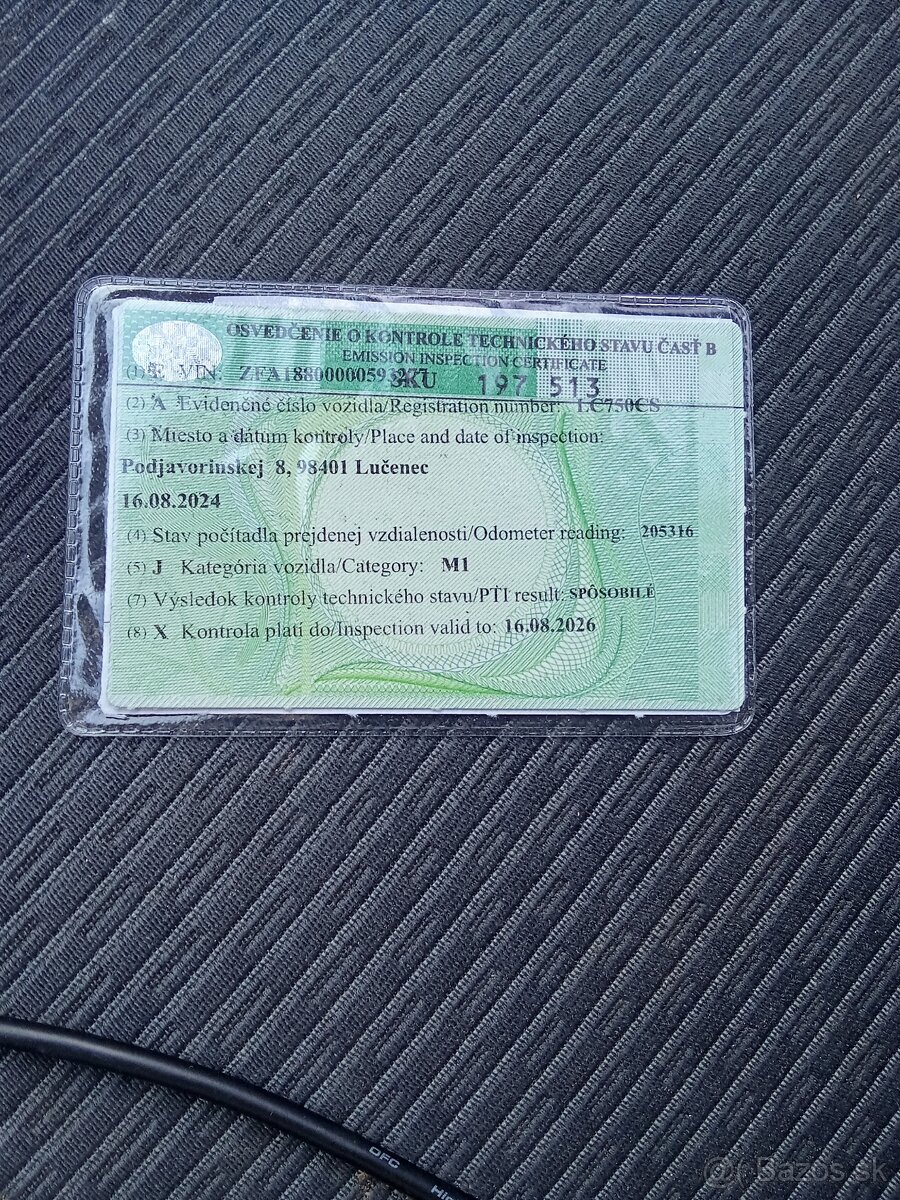 OSVEDČENIE O KONTROLE TECHNICKÉHO STAVU ČASŤ B
EMISSION INSPECTION CERTIFICATE
(1) E VIN: SKU 197 513
(2) A Evidenčné číslo vozidla/Registration number: LC750CS
(3) Miesto a dátum kontroly/Place and date of inspection:
Podjavorinskej 8, 98401 Lučenec
16.08.2024
(4) Stav počítadla prejdenej vzdialenosti/Odometer reading: 205316
(5) J Kategória vozidla/Category: M1
(7) Výsledok kontroly technického stavu/PTI result: SPÔSOBILÉ
(8) X Kontrola platí do/Inspection valid to: 16.08.2026
OFC
Bazos.sk